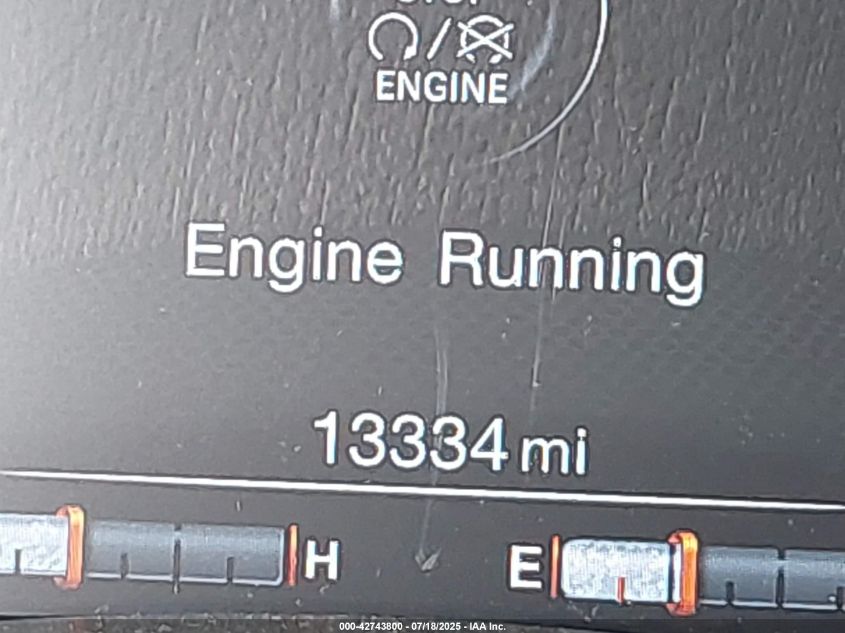 ENGINE
Engine Running
13334 mi
H E
000-42743800 - 07/18/2025 - IAA Inc.